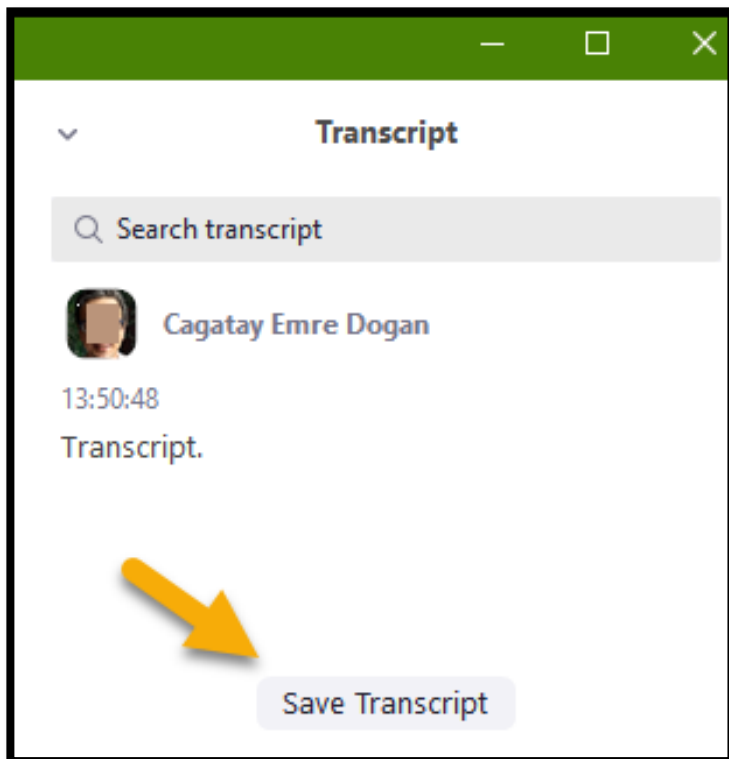 Transcript
Search transcript
Cagatay Emre Dogan
13:50:48
Transcript.
Save Transcript